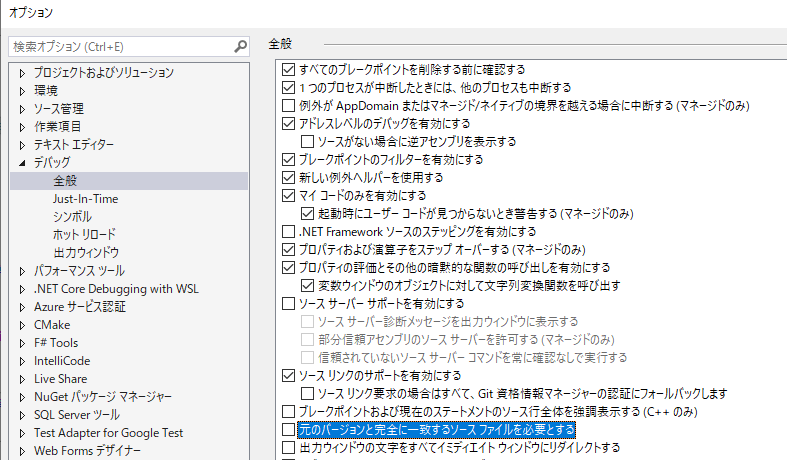 オプション
検索オプション (Ctrl+E)
プロジェクトおよびソリューション
環境
ソース管理
作業項目
テキスト エディター
デバッグ
全般
Just-In-Time
シンボル
ホット リロード
出力ウィンドウ
パフォーマンス ツール
.NET Core Debugging with WSL
Azure サービス認証
CMake
F# Tools
IntelliCode
Live Share
NuGet パッケージ マネージャー
SQL Server ツール
Test Adapter for Google Test
Web Forms デザイナー
全般
すべてのブレークポイントを削除する前に確認する
1 つのプロセスが中断したときには、他のプロセスも中断する
例外が AppDomain またはマネージド/ネイティブの境界を越える場合に中断する (マネージドのみ)
アドレスレベルのデバッグを有効にする
ソースがない場合に逆アセンブリを表示する
ブレークポイントのフィルターを有効にする
新しい例外ヘルパーを使用する
マイ コードのみを有効にする
起動時にユーザー コードが見つからないとき警告する (マネージドのみ)
.NET Framework ソースのステッピングを有効にする
プロパティおよび演算子をステップ オーバーする (マネージドのみ)
プロパティの評価とその他の暗黙的な関数の呼び出しを有効にする
変数ウィンドウのオブジェクトに対して文字列変換関数を呼び出す
ソース サーバー サポートを有効にする
ソース サーバー診断メッセージを出力ウィンドウに表示する
部分信頼アセンブリのソース サーバーを許可する (マネージドのみ)
信頼されていないソース サーバー コマンドを常に確認なしで実行する
ソース リンクのサポートを有効にする
ソース リンク要求の場合はすべて、Git 資格情報マネージャーの認証にフォールバックします
ブレークポイントおよび現在のステートメントのソース行全体を強調表示する (C++ のみ)
元のバージョンと完全に一致するソース ファイルを必要とする
出力ウィンドウの文字をすべてイミディエイト ウィンドウにリダイレクトする